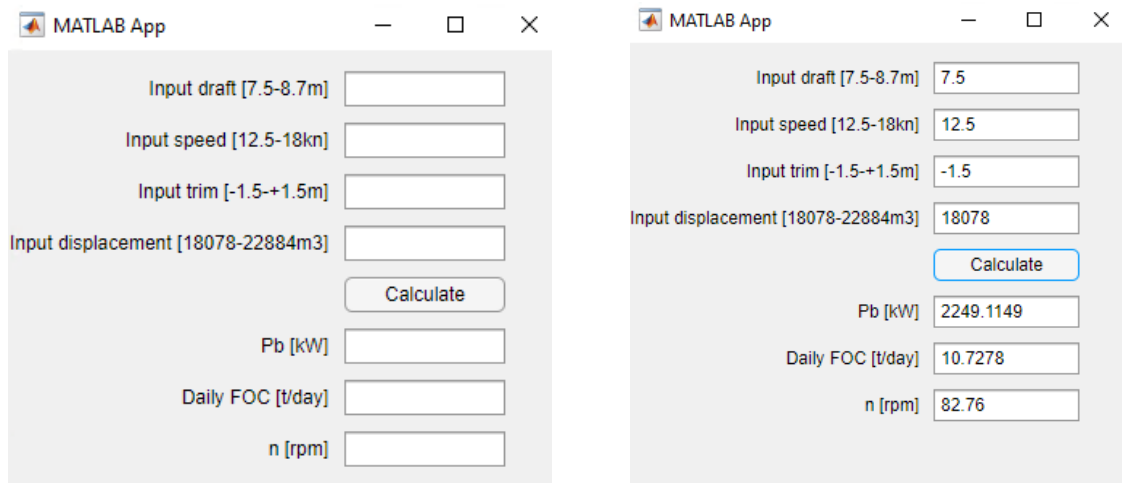 MATLAB App
Input draft [7.5-8.7m]
Input speed [12.5-18kn]
Input trim [-1.5-+1.5m]
Input displacement [18078-22884m3]
Calculate
Pb [kW]
Daily FOC [t/day]
n [rpm]
MATLAB App
Input draft [7.5-8.7m] 7.5
Input speed [12.5-18kn] 12.5
Input trim [-1.5-+1.5m] -1.5
Input displacement [18078-22884m3] 18078
Calculate
Pb [kW] 2249.1149
Daily FOC [t/day] 10.7278
n [rpm] 82.76